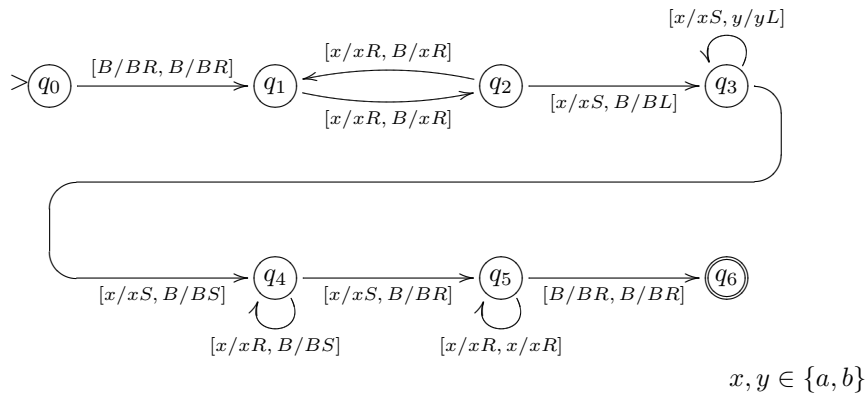 [x/xS, y/yL]
[B/BR, B/BR] [x/xR, B/xR]
> q0 q1 q2 q3
[x/xR, B/xR] [x/xS, B/BL]
q4 q5 q6
[x/xS, B/BS] [x/xS, B/BR] [B/BR, B/BR]
[x/xR, B/BS] [x/xR, x/xR]
x, y ∈ {a, b}